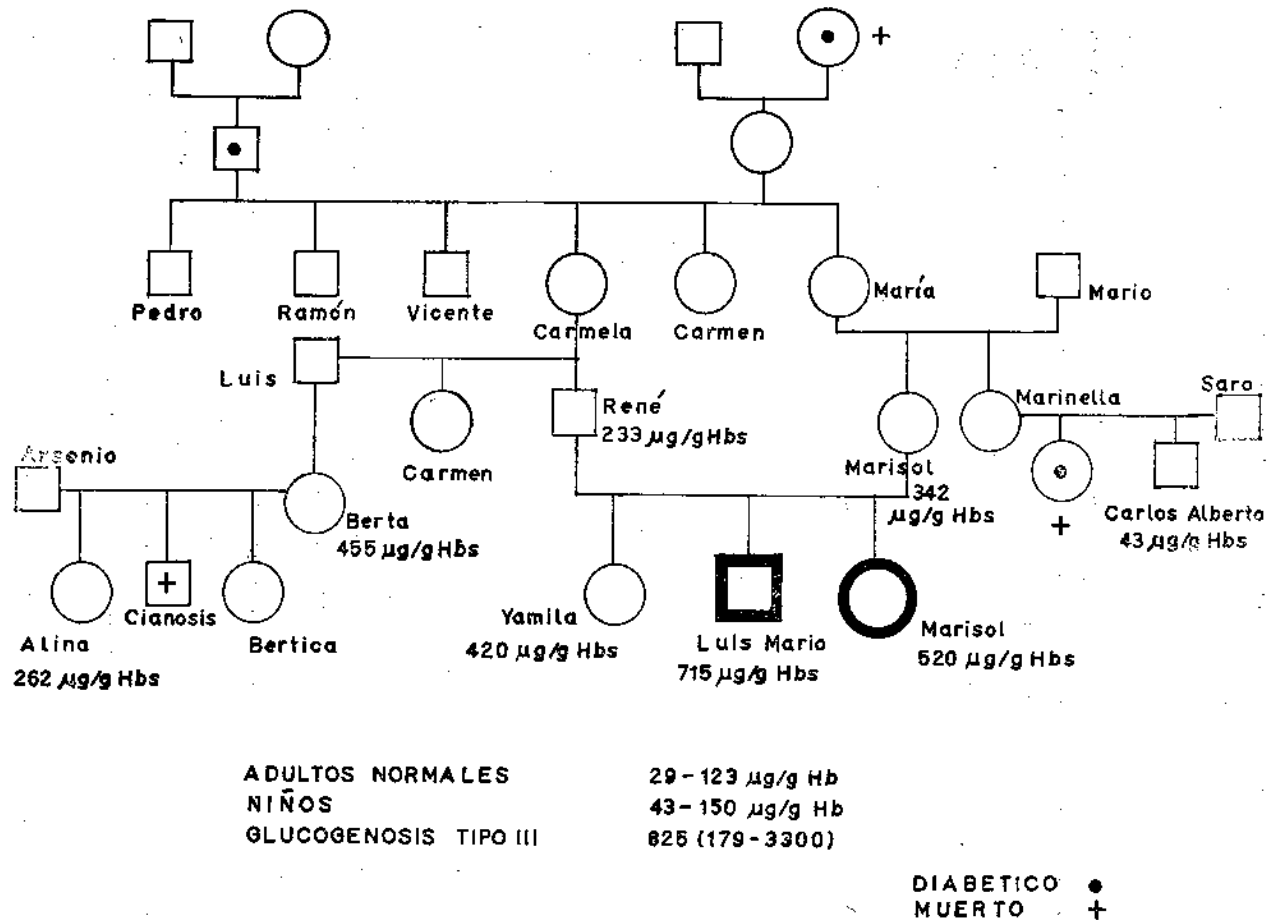 +
Pedro
Ramón
Vicente
Carmela
Carmen
María
Mario
Luis
Carmen
René
233 µg/gHbs
Marisol
342
µg/g Hbs
Marinella
Saro
+
Carlos Alberto
43 µg/g Hbs
Arsenio
Berta
455 µg/gHbs
+
Cianosis
Alina
262 µg/g Hbs
Bertica
Yamila
420 µg/g Hbs
Luis Mario
715 µg/g Hbs
Marisol
520 µg/g Hbs
ADULTOS NORMALES 29-123 µg/g Hb
NIÑOS 43-150 µg/g Hb
GLUCOGENOSIS TIPO III 825 (179-3300)
DIABETICO ●
MUERTO +